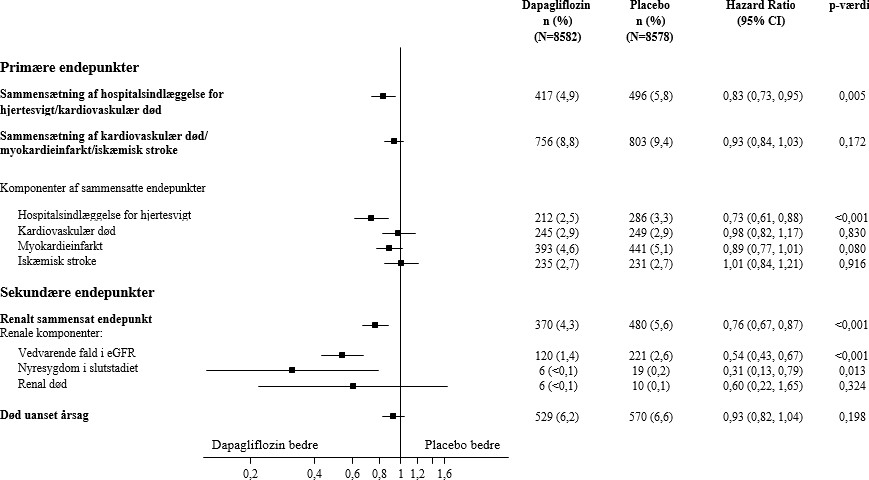 Dapagliflozin Placebo Hazard Ratio p-værdi
n (%) n (%) (95% CI)
(N=8582) (N=8578)
Primære endepunkter
Sammensætning af hospitalsindlæggelse for
hjertesvigt/kardiovaskulær død 417 (4,9) 496 (5,8) 0,83 (0,73, 0,95) 0,005
Sammensætning af kardiovaskulær død/
myokardieinfarkt/iskæmisk stroke 756 (8,8) 803 (9,4) 0,93 (0,84, 1,03) 0,172
Komponenter af sammensatte endepunkter
Hospitalsindlæggelse for hjertesvigt 212 (2,5) 286 (3,3) 0,73 (0,61, 0,88) <0,001
Kardiovaskulær død 245 (2,9) 249 (2,9) 0,98 (0,82, 1,17) 0,830
Myokardieinfarkt 393 (4,6) 441 (5,1) 0,89 (0,77, 1,01) 0,080
Iskæmisk stroke 235 (2,7) 231 (2,7) 1,01 (0,84, 1,21) 0,916
Sekundære endepunkter
Renalt sammensat endepunkt 370 (4,3) 480 (5,6) 0,76 (0,67, 0,87) <0,001
Renale komponenter:
Vedvarende fald i eGFR 120 (1,4) 221 (2,6) 0,54 (0,43, 0,67) <0,001
Nyresygdom i slutstadiet 6 (<0,1) 19 (0,2) 0,31 (0,13, 0,79) 0,013
Renal død 6 (<0,1) 10 (0,1) 0,60 (0,22, 1,65) 0,324
Død uanset årsag 529 (6,2) 570 (6,6) 0,93 (0,82, 1,04) 0,198
Dapagliflozin bedre Placebo bedre
0,2 0,4 0,6 0,8 1 1,2 1,6